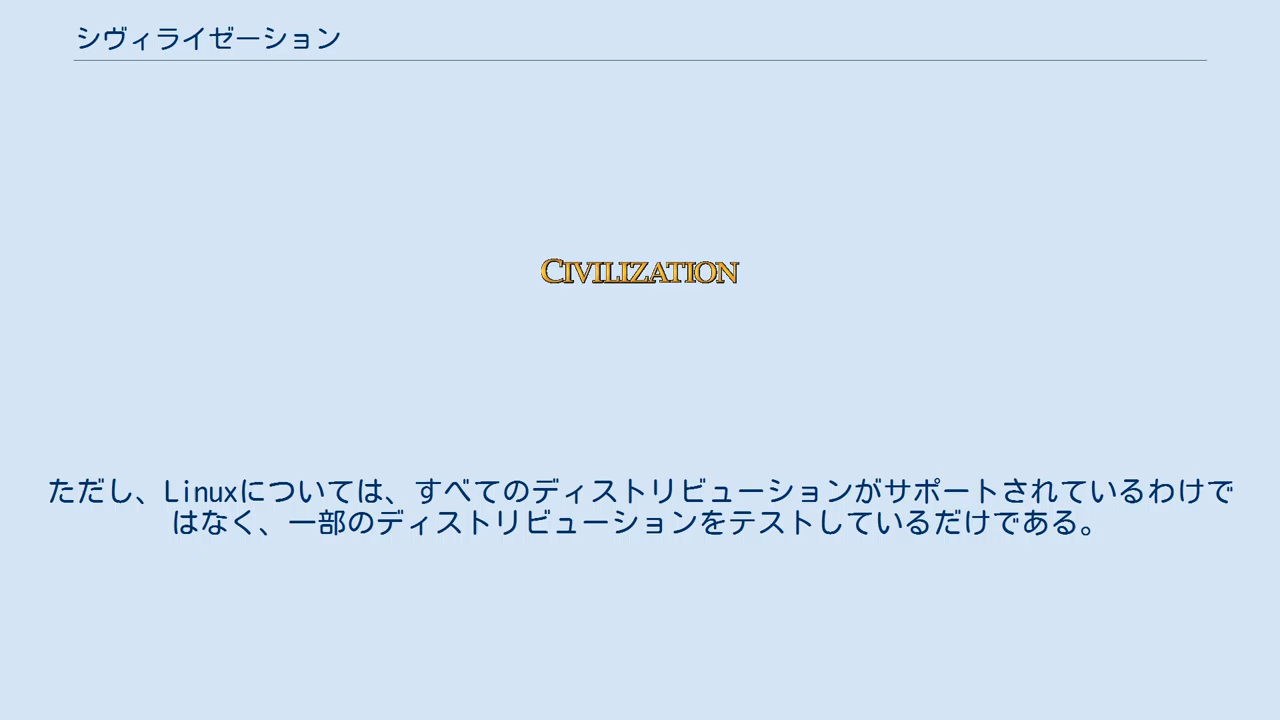 シヴィライゼーション
CIVILIZATION
ただし、Linuxについては、すべてのディストリビューションがサポートされているわけで
はなく、一部のディストリビューションをテストしているだけである。